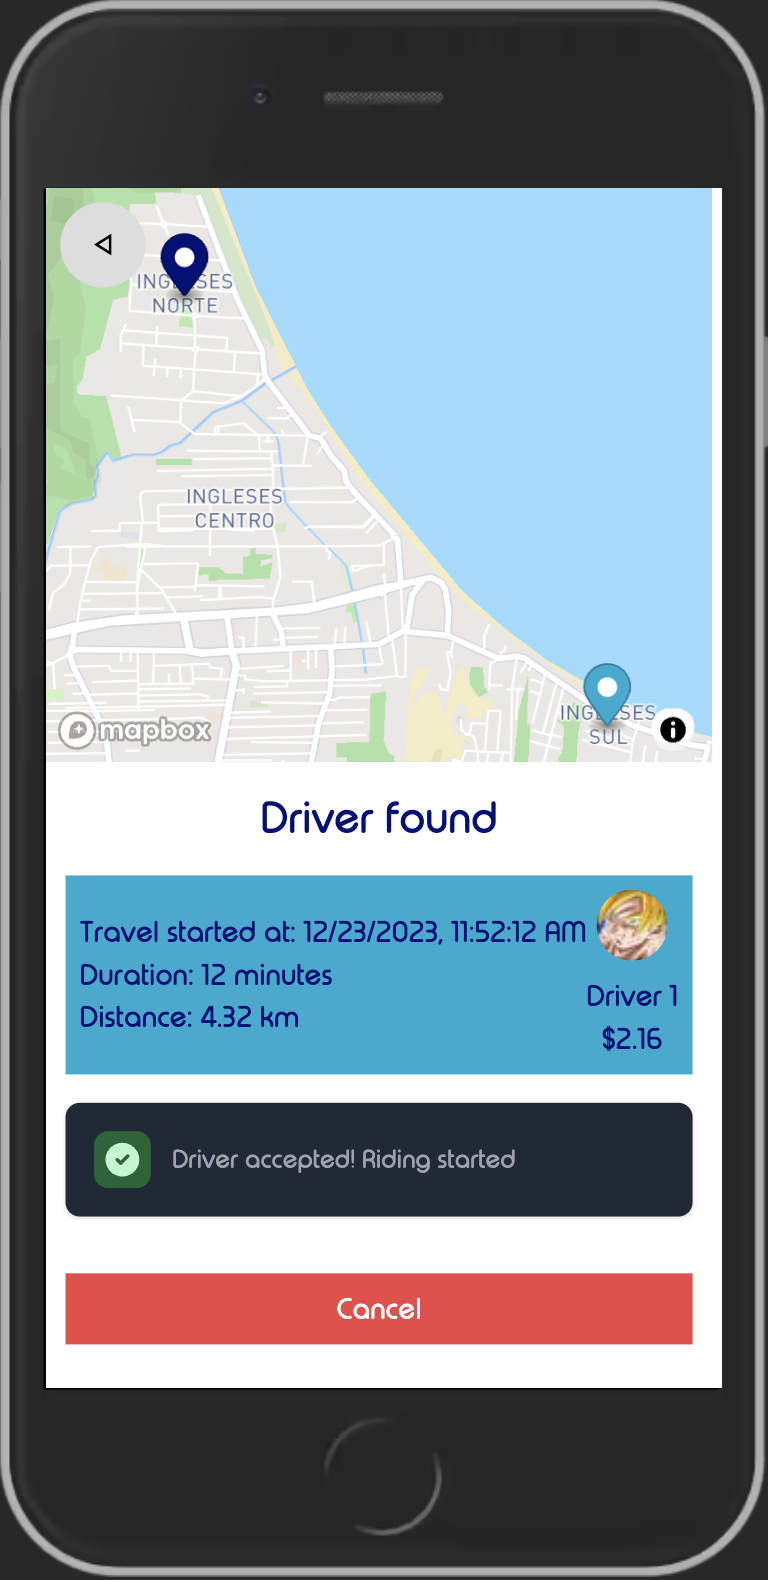 INGLESES
NORTE
INGLESES
CENTRO
INGLESES
SUL
mapbox
Driver found
Travel started at: 12/23/2023, 11:52:12 AM
Duration: 12 minutes
Distance: 4.32 km
Driver 1
$2.16
Driver accepted! Riding started
Cancel